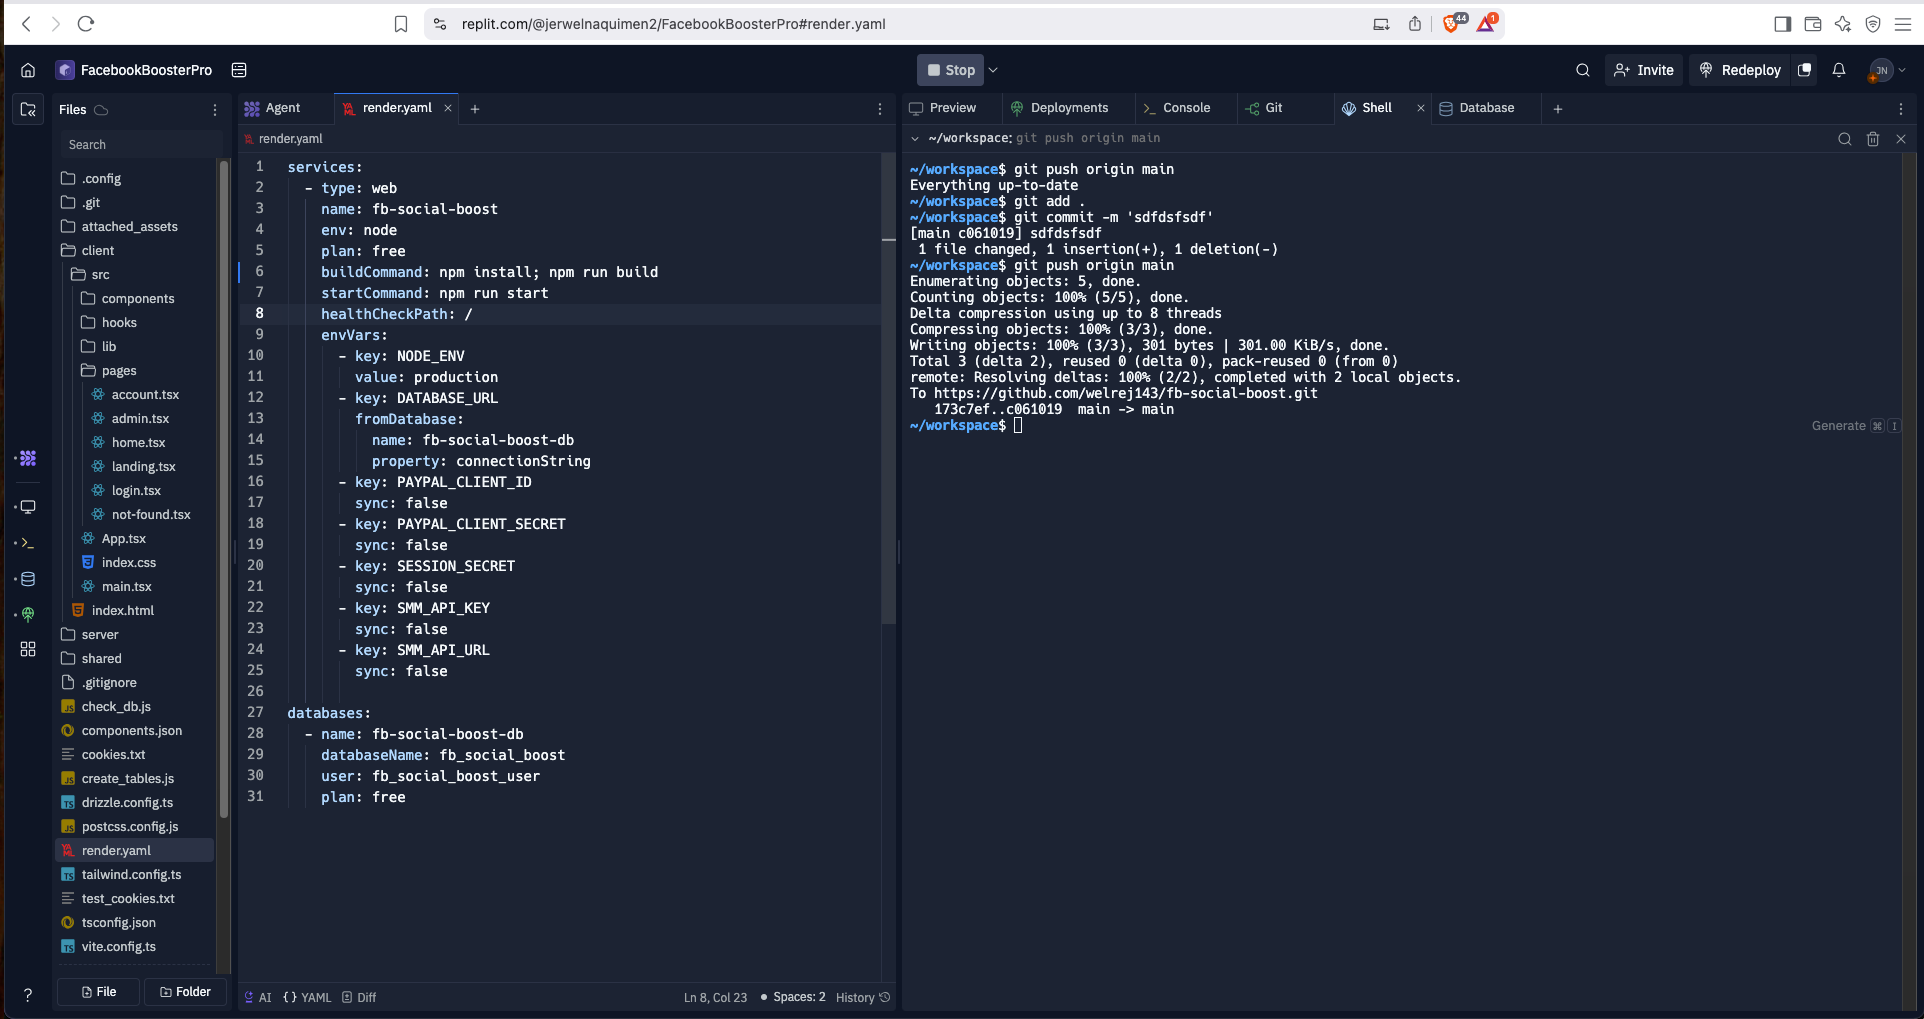 replit.com/@jerwelnaquimen2/FacebookBoosterPro#render.yaml
44
1
FacebookBoosterPro
Stop
Invite
Redeploy
JN
Files
Search
.config
.git
attached_assets
client
src
components
hooks
lib
pages
account.tsx
admin.tsx
home.tsx
landing.tsx
login.tsx
not-found.tsx
App.tsx
index.css
main.tsx
index.html
server
shared
.gitignore
check_db.js
components.json
cookies.txt
create_tables.js
drizzle.config.ts
postcss.config.js
render.yaml
tailwind.config.ts
test_cookies.txt
tsconfig.json
vite.config.ts
File
Folder
Agent
render.yaml
render.yaml
1 services:
2 - type: web
3 name: fb-social-boost
4 env: node
5 plan: free
6 buildCommand: npm install; npm run build
7 startCommand: npm run start
8 healthCheckPath: /
9 envVars:
10 - key: NODE_ENV
11 value: production
12 - key: DATABASE_URL
13 fromDatabase:
14 name: fb-social-boost-db
15 property: connectionString
16 - key: PAYPAL_CLIENT_ID
17 sync: false
18 - key: PAYPAL_CLIENT_SECRET
19 sync: false
20 - key: SESSION_SECRET
21 sync: false
22 - key: SMM_API_KEY
23 sync: false
24 - key: SMM_API_URL
25 sync: false
26
27 databases:
28 - name: fb-social-boost-db
29 databaseName: fb_social_boost
30 user: fb_social_boost_user
31 plan: free
AI {} YAML Diff
Ln 8, Col 23 • Spaces: 2 History
Preview
Deployments
Console
Git
Shell
Database
~/workspace: git push origin main
~/workspace$ git push origin main
Everything up-to-date
~/workspace$ git add .
~/workspace$ git commit -m 'sdfdsfsdf'
[main c061019] sdfdsfsdf
1 file changed, 1 insertion(+), 1 deletion(-)
~/workspace$ git push origin main
Enumerating objects: 5, done.
Counting objects: 100% (5/5), done.
Delta compression using up to 8 threads
Compressing objects: 100% (3/3), done.
Writing objects: 100% (3/3), 301 bytes | 301.00 KiB/s, done.
Total 3 (delta 2), reused 0 (delta 0), pack-reused 0 (from 0)
remote: Resolving deltas: 100% (2/2), completed with 2 local objects.
To https://github.com/welrej143/fb-social-boost.git
173c7ef..c061019 main -> main
~/workspace$
Generate ⌘ I